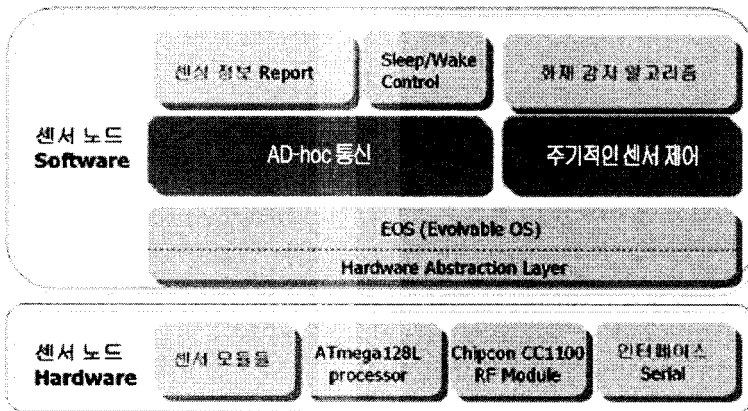 센싱 정보 Report
Sleep/Wake
Control
화재 감지 알고리즘
센서 노드
Software
AD-hoc 통신
주기적인 센서 제어
EOS (Evolvable OS)
Hardware Abstraction Layer
센서 노드
Hardware
센서 모듈들
ATmega128L
processor
Chipcon CC1100
RF Module
인터페이스
Serial